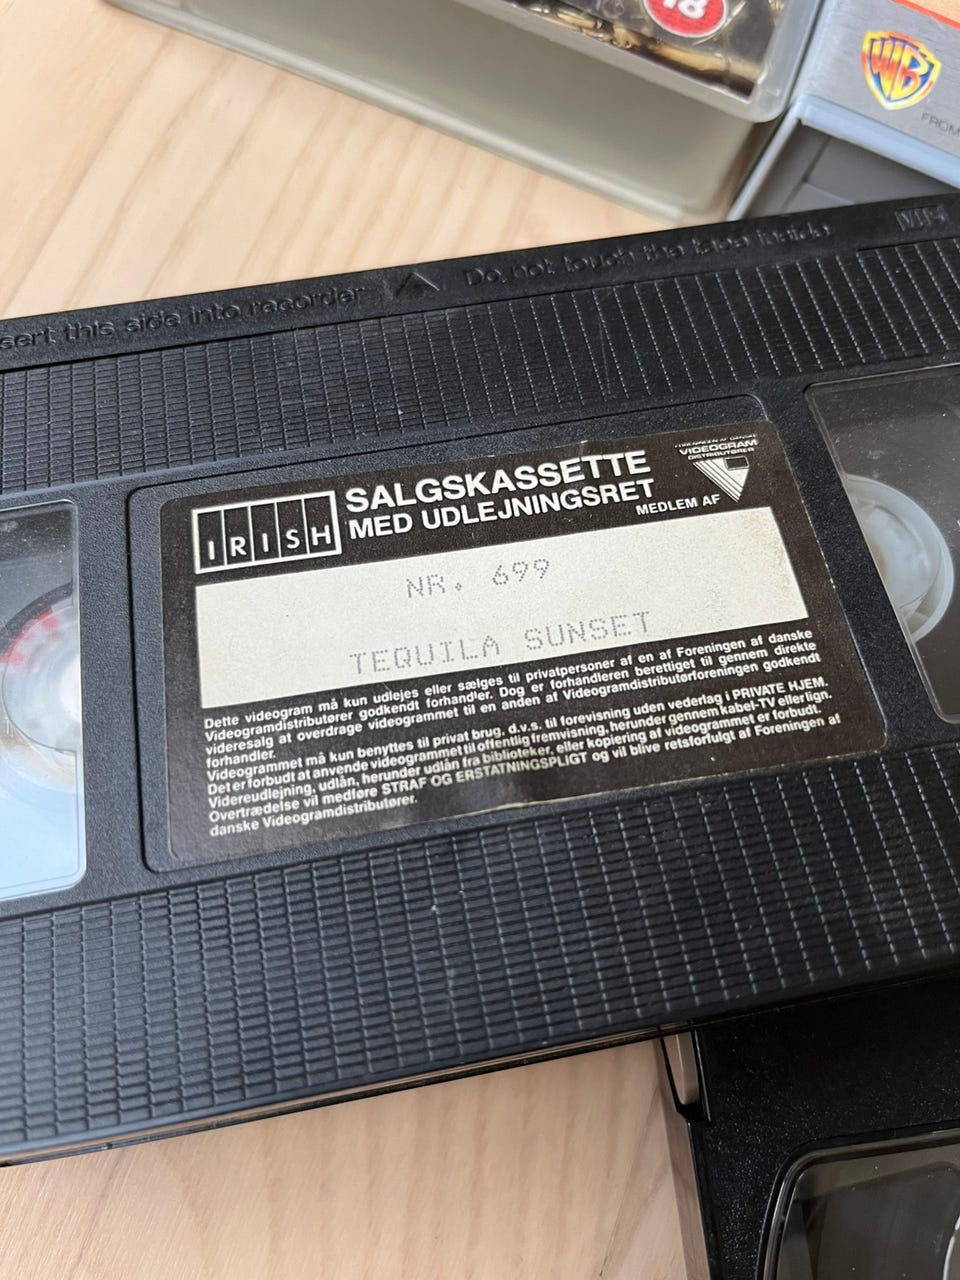 18
WB
FROM
sert this side into recorder
Do not touch the tape inside
VHS
IRISH
SALGSKASSETTE
MED UDLEJNINGSRET
MEDLEM AF
FORENINGEN AF DANSKE
VIDEOGRAM
DISTRIBUTØRER
NR. 699
TEQUILA SUNSET
Dette videogram må kun udlejes eller sælges til privatpersoner af en af Foreningen af danske
Videogramdistributører godkendt forhandler. Dog er forhandleren berettiget til gennem direkte
videresalg at overdrage videogrammet til en anden af Videogramdistributørforeningen godkendt
forhandler.
Videogrammet må kun benyttes til privat brug, d.v.s. til forevisning uden vederlag i PRIVATE HJEM.
Det er forbudt at anvende videogrammet til offentlig fremvisning, herunder gennem kabel-TV eller lign.
Videreudlejning, udlån, herunder udlån fra biblioteker, eller kopiering af videogrammet er forbudt.
Overtrædelse vil medføre STRAF OG ERSTATNINGSPLIGT og vil blive retsforfulgt af Foreningen af
danske Videogramdistributører.